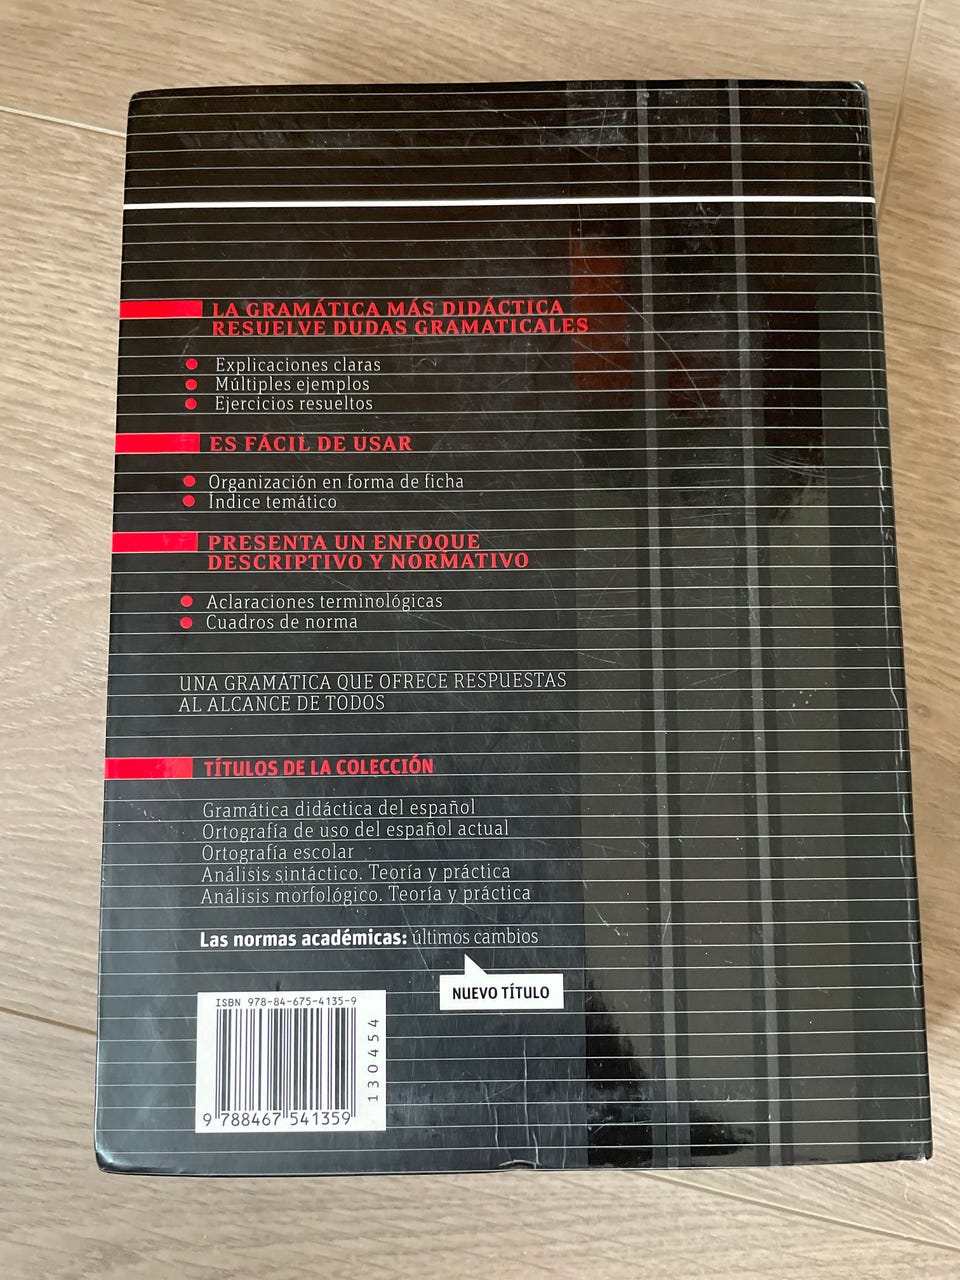 LA GRAMÁTICA MÁS DIDÁCTICA
RESUELVE DUDAS GRAMATICALES
Explicaciones claras
Múltiples ejemplos
Ejercicios resueltos
ES FÁCIL DE USAR
Organización en forma de ficha
Índice temático
PRESENTA UN ENFOQUE
DESCRIPTIVO Y NORMATIVO
Aclaraciones terminológicas
Cuadros de norma
UNA GRAMÁTICA QUE OFRECE RESPUESTAS
AL ALCANCE DE TODOS
TÍTULOS DE LA COLECCIÓN
Gramática didáctica del español
Ortografía de uso del español actual
Ortografía escolar
Análisis sintáctico. Teoría y práctica
Análisis morfológico. Teoría y práctica
Las normas académicas: últimos cambios
NUEVO TÍTULO
ISBN 978-84-675-4135-9
130454
9 788467 541359